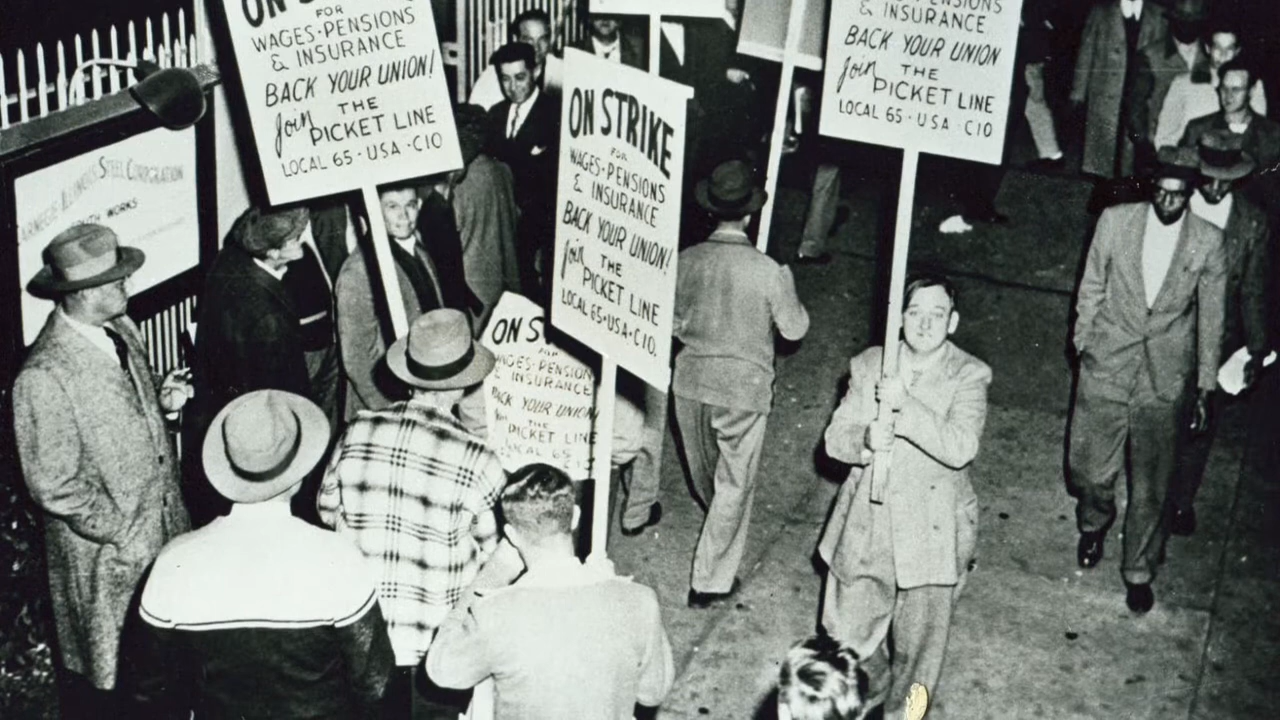 ON
FOR
WAGES-PENSIONS
& INSURANCE
BACK YOUR UNION!
Join THE
PICKET LINE
LOCAL 65 · USA · CIO
& INSURANCE
BACK YOUR UNION
Join THE
PICKET LINE
LOCAL 65 · USA · CIO
ON STRIKE
FOR
WAGES-PENSIONS
& INSURANCE
BACK YOUR UNION!
Join THE
PICKET LINE
LOCAL 65·USA·CIO.
ILLINOIS STEEL CORPORATION
WORKS
ON
WAGES-PENSION
& INSURANCE
BACK YOUR UNION
THE
PICKET LINE
LOCAL 65